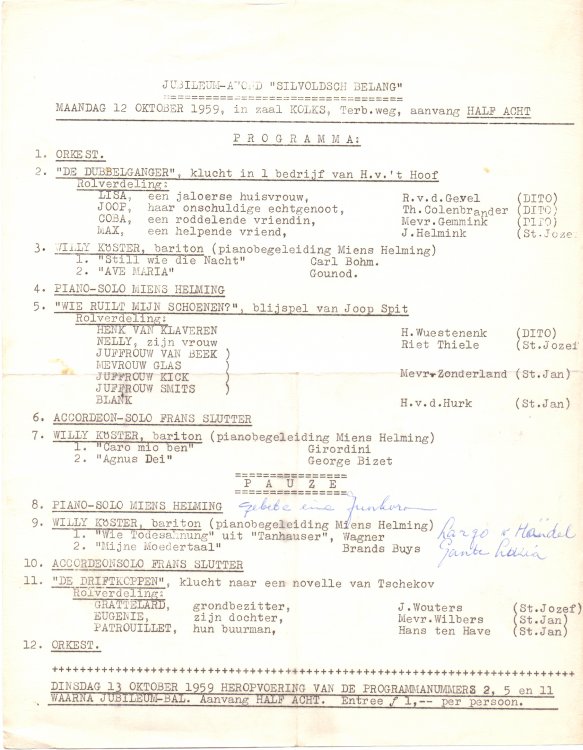 JUBILEUM-AVOND "SILVOLDSCH BELANG"
MAANDAG 12 OKTOBER 1959, in zaal KOLKS, Terb.weg, aanvang HALF ACHT
P R O G R A M M A:
1. ORKEST.
2. "DE DUBBELGANGER", klucht in 1 bedrijf van H.v.'t Hoof
Rolverdeling:
LISA, een jaloerse huisvrouw, R.v.d.Gevel (DITO)
JOOP, haar onschuldige echtgenoot, Th.Colenbrander (DITO)
COBA, een roddelende vriendin, Mevr.Gemmink (DITO)
MAX, een helpende vriend, J.Helmink (St.Jozef
3. WILLY KÖSTER, bariton (pianobegeleiding Miens Helming)
1. "Still wie die Nacht" Carl Bohm.
2. "AVE MARIA" Gounod.
4. PIANO-SOLO MIENS HELMING
5. "WIE RUILT MIJN SCHOENEN?", blijspel van Joop Spit
Rolverdeling:
HENK VAN KLAVEREN H.Wuestenenk (DITO)
NELLY, zijn vrouw Riet Thiele (St.Jozef
JUFFROUW VAN BEEK )
MEVROUW GLAS )
JUFFROUW KICK ) Mevr.Zonderland (St.Jan)
JUFFROUW SMITS )
BLANK H.v.d.Hurk (St.Jan)
6. ACCORDEON-SOLO FRANS SLUTTER
7. WILLY KÖSTER, bariton (pianobegeleiding Miens Helming)
1. "Caro mio ben" Girordini
2. "Agnus Dei" George Bizet
P A U Z E
8. PIANO-SOLO MIENS HELMING
9. WILLY KÖSTER, bariton (pianobegeleiding Miens Helming) Largo v Händel
1. "Wie Todesahnung" uit "Tanhauser", Wagner
2. "Mijne Moedertaal" Brands Buys
10. ACCORDEONSOLO FRANS SLUTTER
11. "DE DRIFTKOPPEN", klucht naar een novelle van Tschekov
Rolverdeling:
GRATTELARD, grondbezitter, J.Wouters (St.Jozef)
EUGENIE, zijn dochter, Mevr.Wilbers (St.Jan)
PATROUILLET, hun buurman, Hans ten Have (St.Jan)
12. ORKEST.
++++++++++++++++++++++++++++++++++++++++++++++++++++++++++++++++++++++
DINSDAG 13 OKTOBER 1959 HEROPVOERING VAN DE PROGRAMMANUMMERS 2, 5 en 11
WAARNA JUBILEUM-BAL. Aanvang HALF ACHT. Entree ƒ 1,-- per persoon.